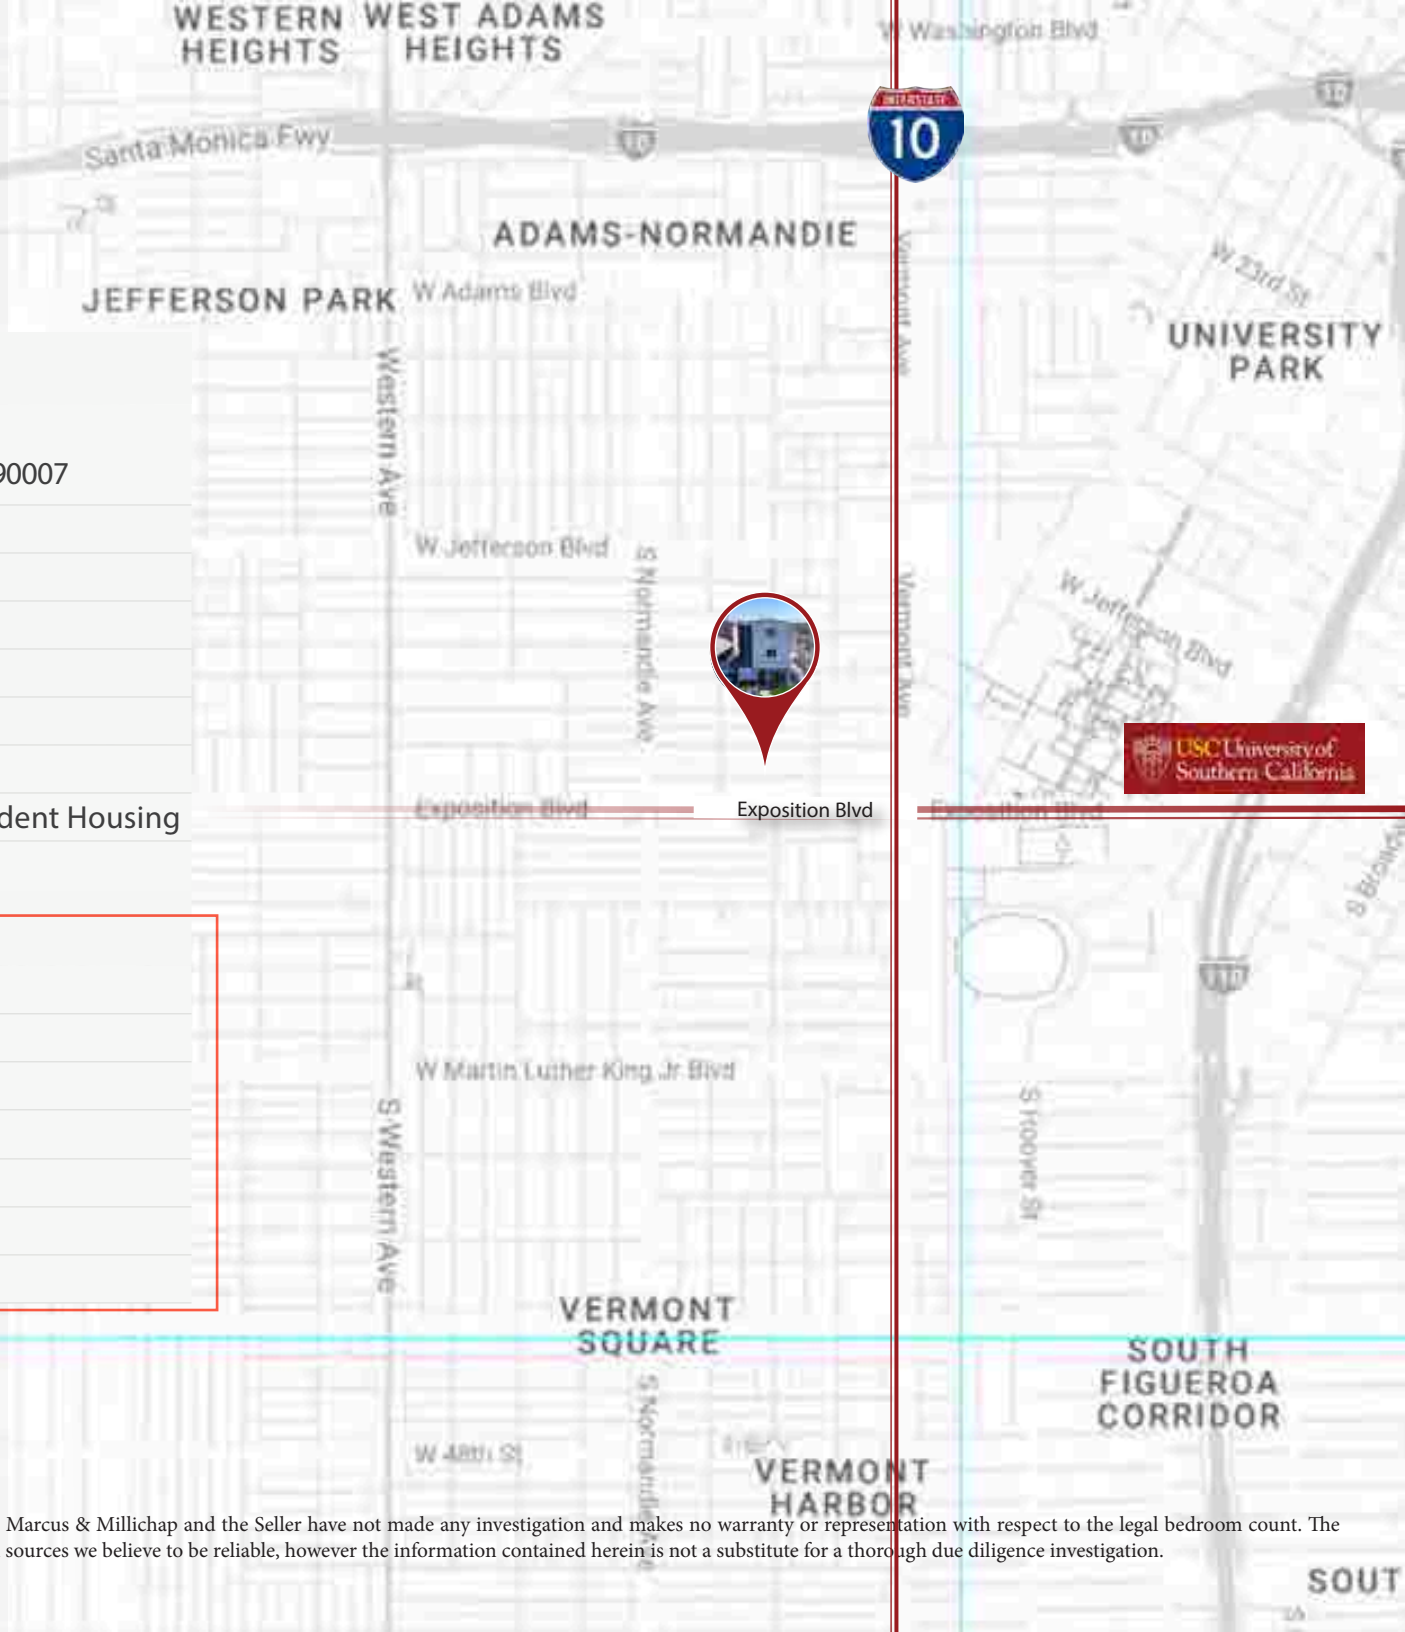 WESTERN
HEIGHTS
WEST ADAMS
HEIGHTS
W Washington Blvd
INTERSTATE
10
10
10
10
Santa Monica Fwy
ADAMS-NORMANDIE
Vermont Ave
W 23rd St
JEFFERSON PARK
W Adams Blvd
UNIVERSITY
PARK
Western Ave
90007
W Jefferson Blvd
S Normandie Ave
Vermont Ave
W Jefferson Blvd
USC University of
Southern California
dent Housing
Exposition Blvd
Exposition Blvd
Exposition Blvd
S Broadw
110
W Martin Luther King Jr Blvd
S Western Ave
S Hoover St
VERMONT
SQUARE
SOUTH
FIGUEROA
CORRIDOR
S Normandie Ave
W 48th St
VERMONT
HARBOR
Marcus & Millichap and the Seller have not made any investigation and makes no warranty or representation with respect to the legal bedroom count. The
sources we believe to be reliable, however the information contained herein is not a substitute for a thorough due diligence investigation.
SOUT